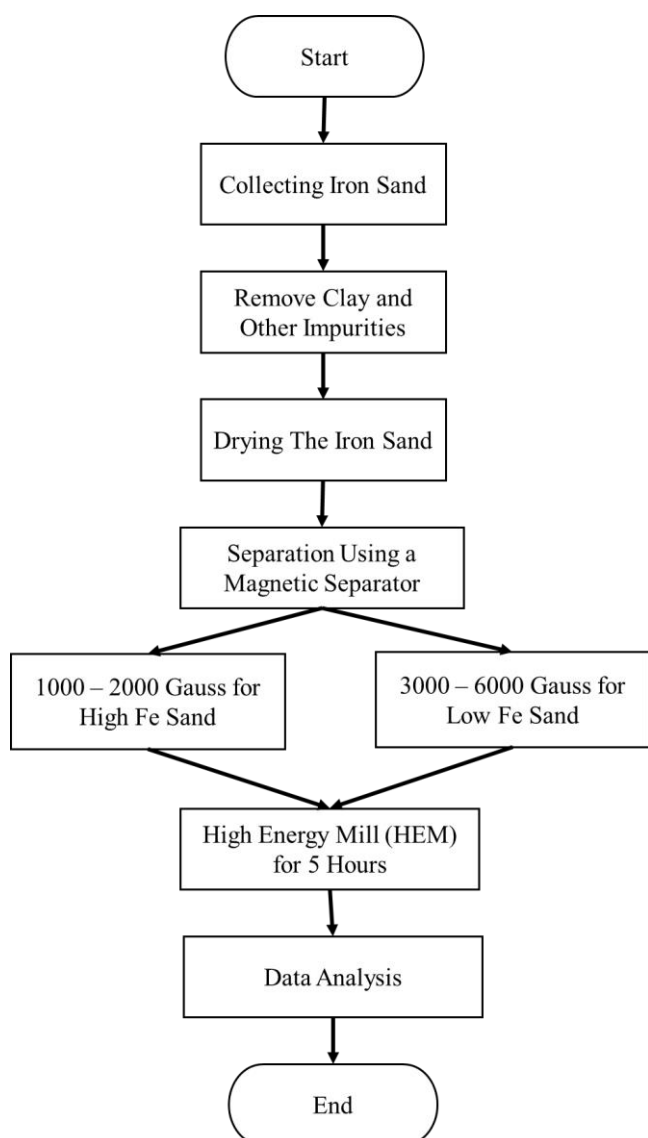 Start
Collecting Iron Sand
Remove Clay and
Other Impurities
Drying The Iron Sand
Separation Using a
Magnetic Separator
1000 – 2000 Gauss for
High Fe Sand
3000 – 6000 Gauss for
Low Fe Sand
High Energy Mill (HEM)
for 5 Hours
Data Analysis
End